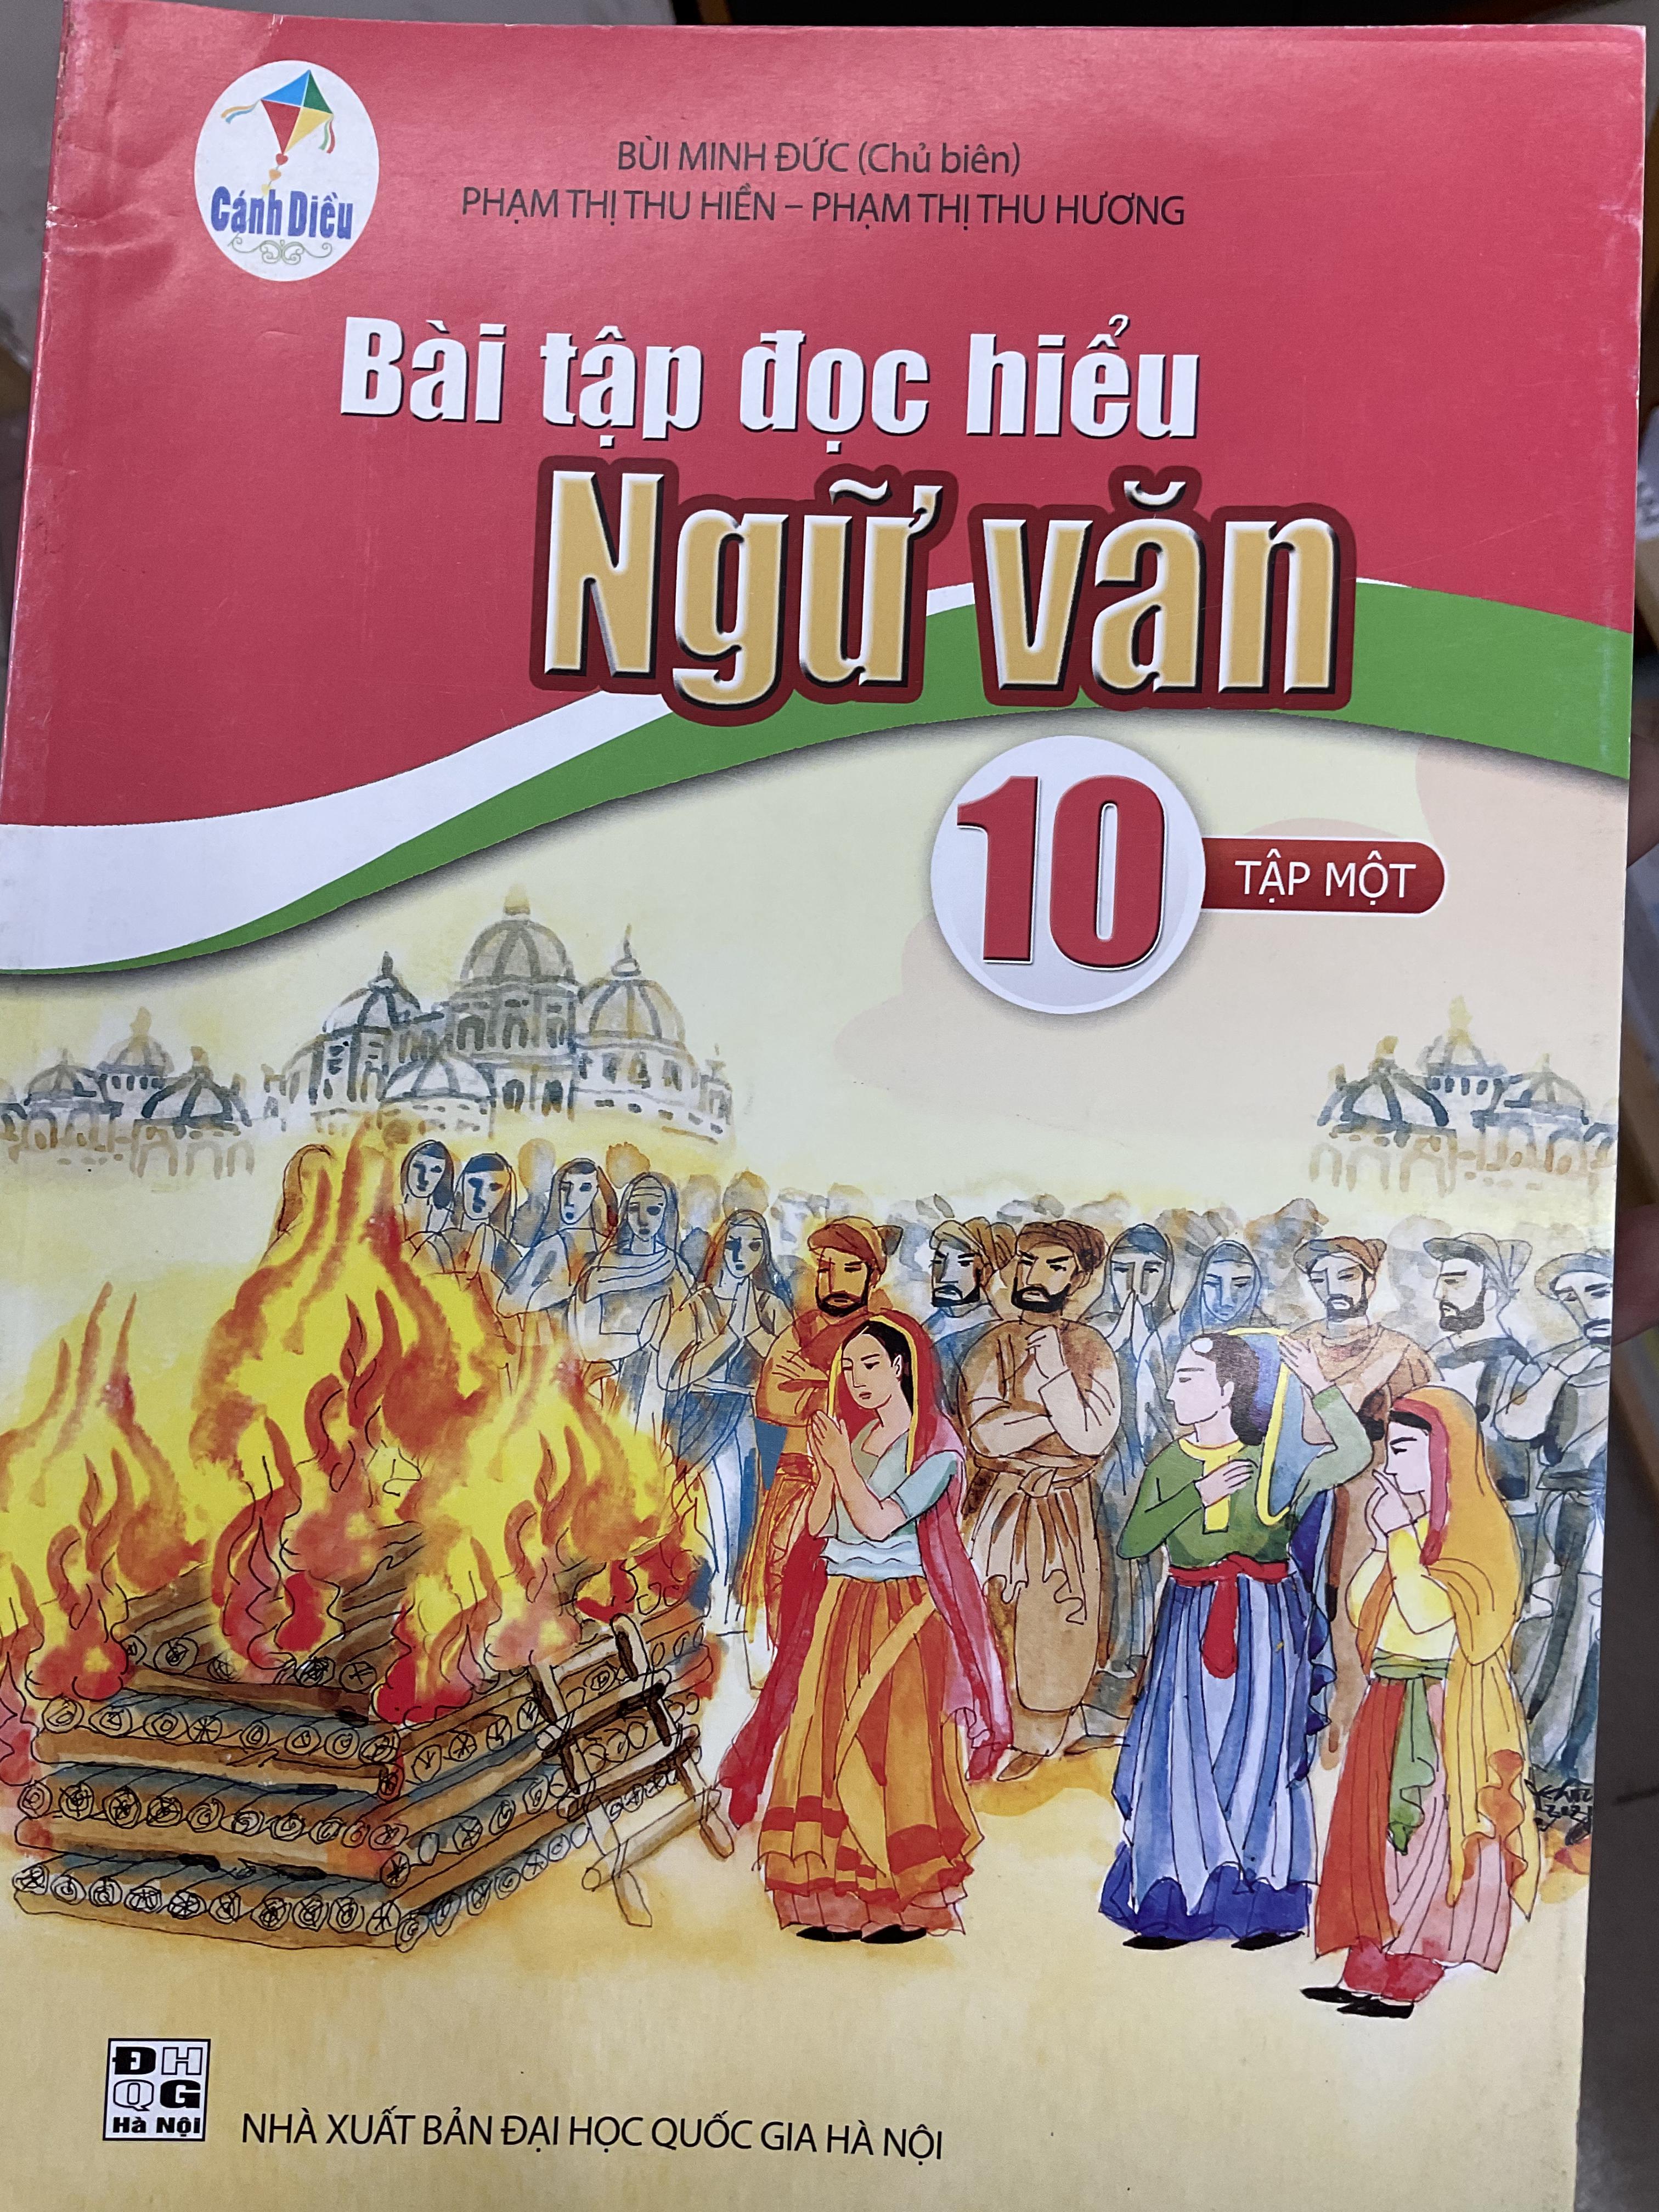 Cánh Diều
BÙI MINH ĐỨC (Chủ biên)
PHẠM THỊ THU HIỀN – PHẠM THỊ THU HƯƠNG
Bài tập đọc hiểu
Ngữ văn
10
TẬP MỘT
ĐH
QG
Hà Nội
NHÀ XUẤT BẢN ĐẠI HỌC QUỐC GIA HÀ NỘI